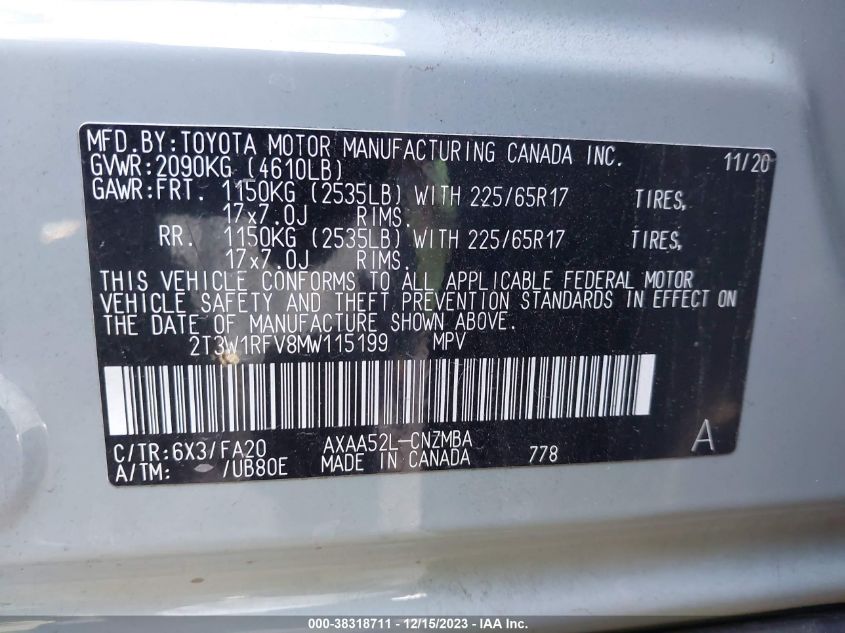 MFD.BY:TOYOTA MOTOR MANUFACTURING CANADA INC. 11/20
GVWR:2090KG (4610LB)
GAWR:FRT. 1150KG (2535LB) WITH 225/65R17 TIRES,
17x7.0J RIMS.
RR. 1150KG (2535LB) WITH 225/65R17 TIRES,
17x7.0J RIMS.
THIS VEHICLE CONFORMS TO ALL APPLICABLE FEDERAL MOTOR
VEHICLE SAFETY AND THEFT PREVENTION STANDARDS IN EFFECT ON
THE DATE OF MANUFACTURE SHOWN ABOVE.
2T3W1RFV8MW115199 MPV
C/TR:6X3/FA20 AXAA52L-CNZMBA A
A/TM: /UB80E MADE IN CANADA 778
000-38318711 - 12/15/2023 - IAA Inc.